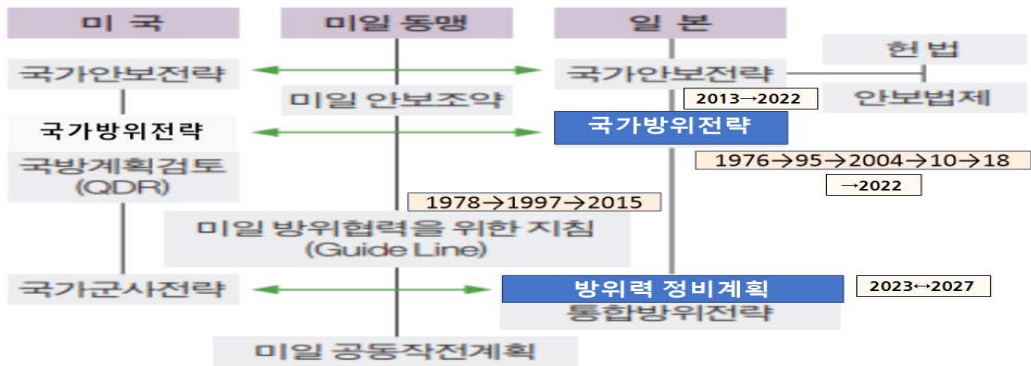 미 국
미일 동맹
일 본
국가안보전략
국가안보전략
헌 법
미일 안보조약
2013→2022
안보법제
국가방위전략
국가방위전략
국방계획검토
(QDR)
1976→95→2004→10→18
→2022
1978→1997→2015
미일 방위협력을 위한 지침
(Guide Line)
국가군사전략
방위력 정비계획
2023↔2027
통합방위전략
미일 공동작전계획